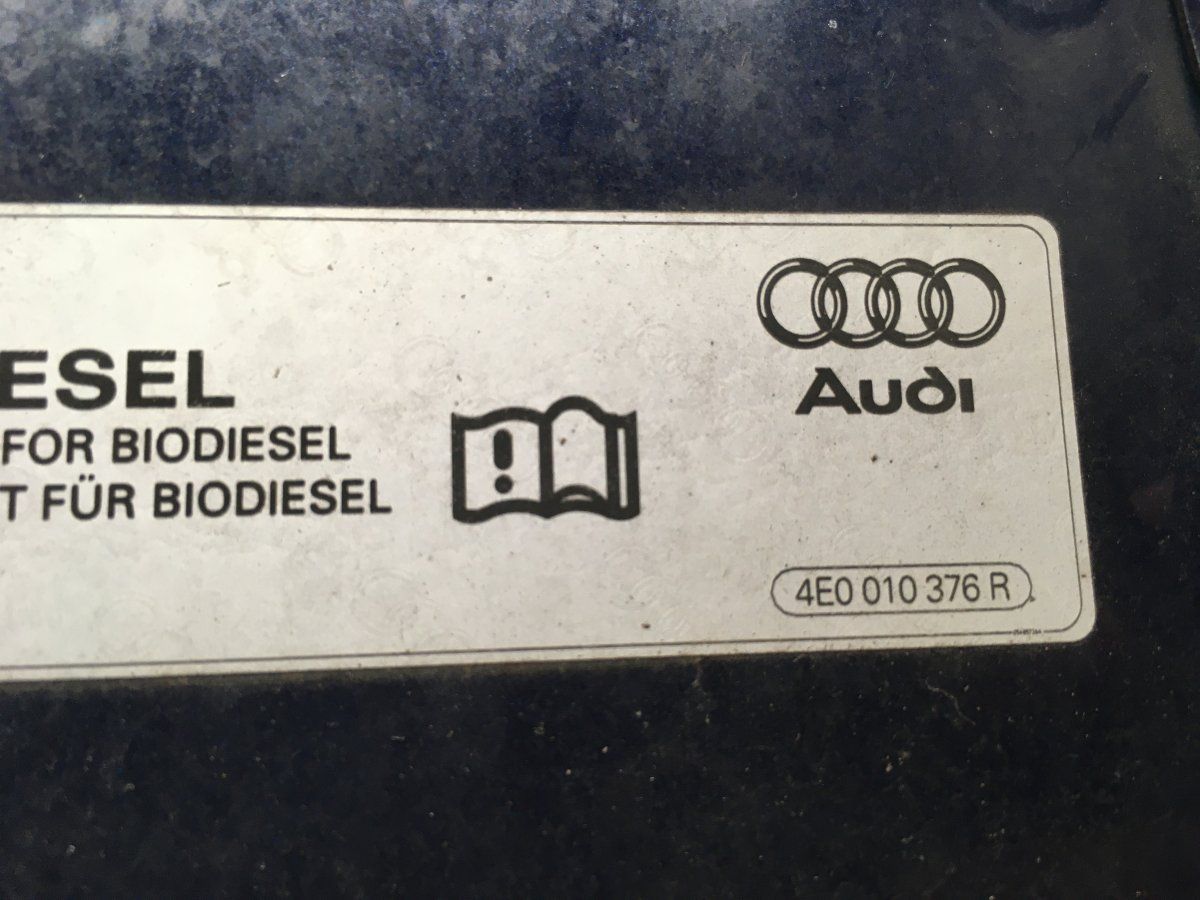 Audi
ESEL
FOR BIODIESEL
T FÜR BIODIESEL
4E0 010 376 R